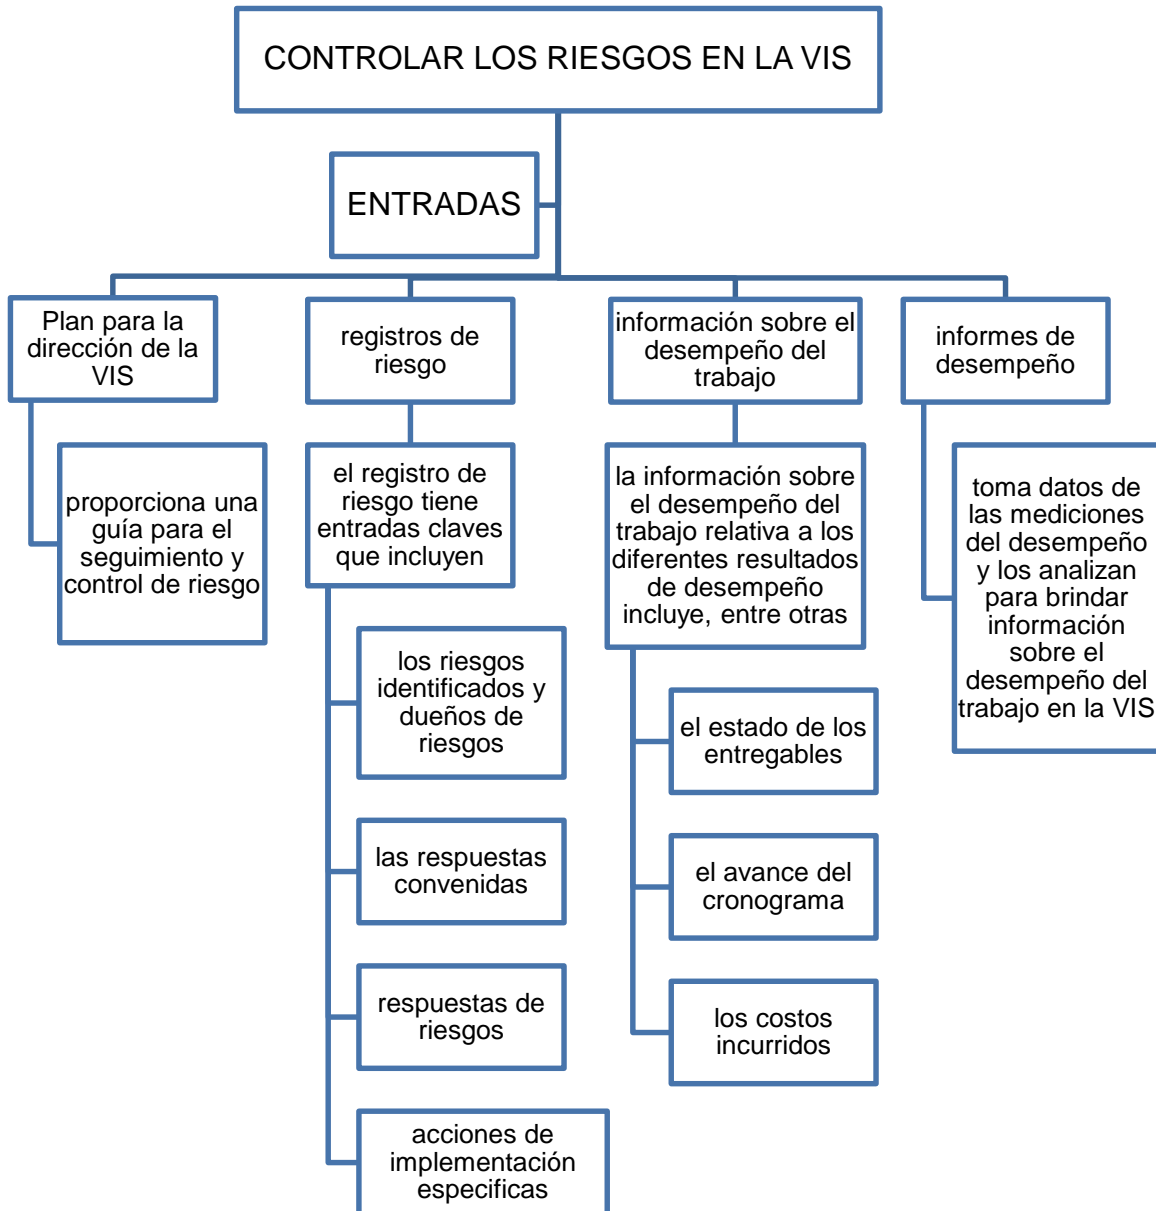 CONTROLAR LOS RIESGOS EN LA VIS
ENTRADAS
Plan para la
dirección de la
VIS
proporciona una
guía para el
seguimiento y
control de riesgo
registros de
riesgo
el registro de
riesgo tiene
entradas claves
que incluyen
los riesgos
identificados y
dueños de
riesgos
las respuestas
convenidas
respuestas de
riesgos
acciones de
implementación
especificas
información sobre el
desempeño del
trabajo
la información sobre
el desempeño del
trabajo relativa a los
diferentes resultados
de desempeño
incluye, entre otras
el estado de los
entregables
el avance del
cronograma
los costos
incurridos
informes de
desempeño
toma datos de
las mediciones
del desempeño
y los analizan
para brindar
información
sobre el
desempeño del
trabajo en la VIS